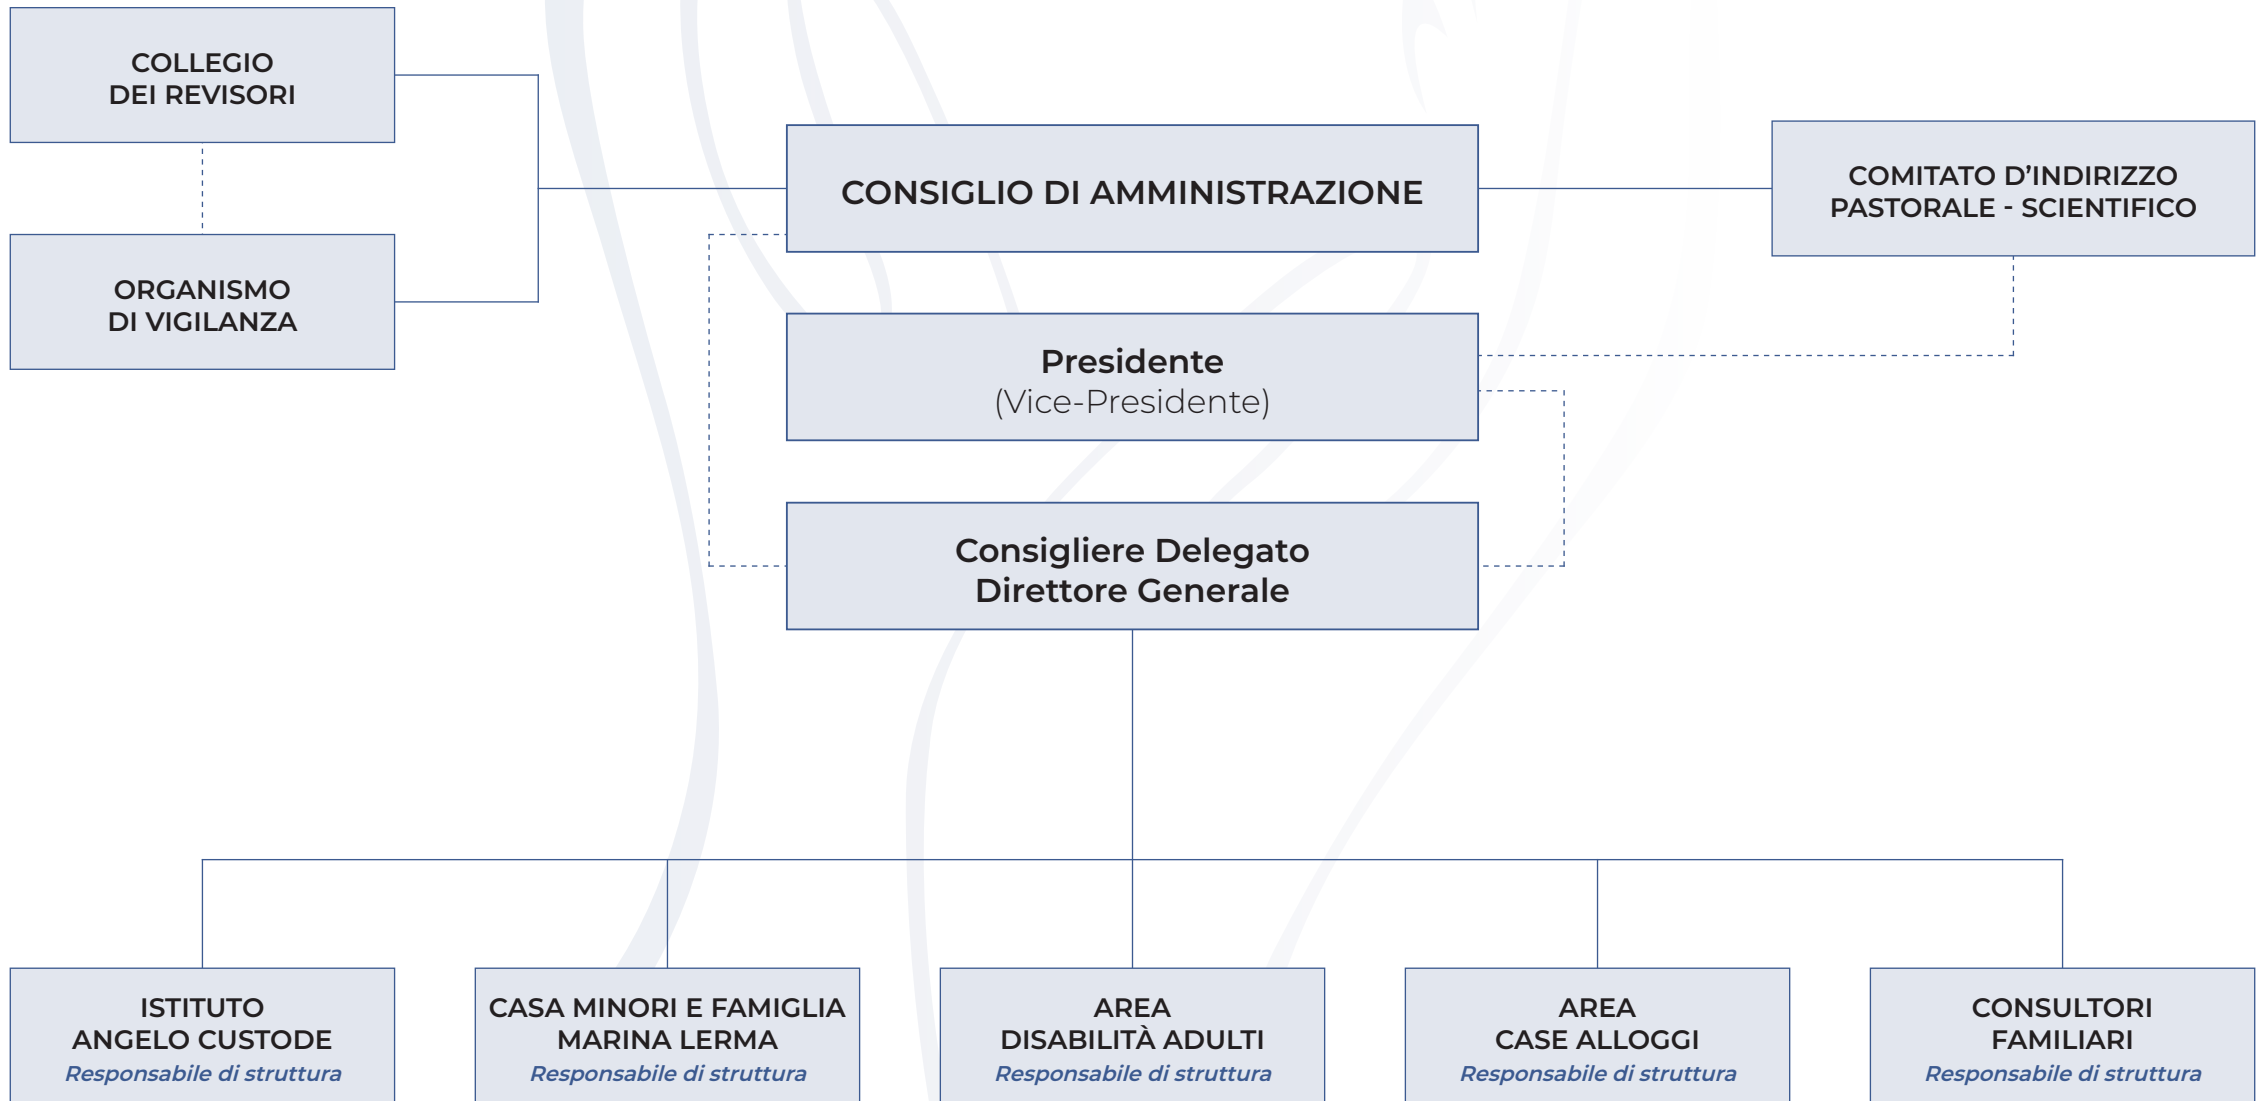 COLLEGIO
DEI REVISORI
ORGANISMO
DI VIGILANZA
CONSIGLIO DI AMMINISTRAZIONE
COMITATO D’INDIRIZZO
PASTORALE - SCIENTIFICO
Presidente
(Vice-Presidente)
Consigliere Delegato
Direttore Generale
ISTITUTO
ANGELO CUSTODE
Responsabile di struttura
CASA MINORI E FAMIGLIA
MARINA LERMA
Responsabile di struttura
AREA
DISABILITÀ ADULTI
Responsabile di struttura
AREA
CASE ALLOGGI
Responsabile di struttura
CONSULTORI
FAMILIARI
Responsabile di struttura